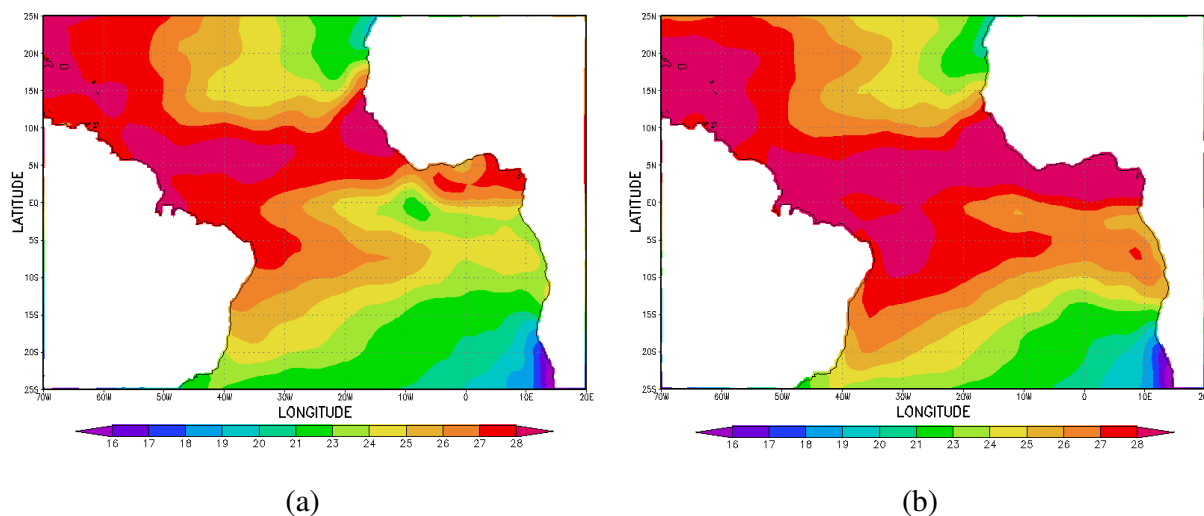 25N
20N
15N
10N
5N
EQ
5S
10S
15S
20S
25S
LATITUDE
70W 60W 50W 40W 30W 20W 10W 0 10E 20E
LONGITUDE
16 17 18 19 20 21 23 24 25 26 27 28
(a)
25N
20N
15N
10N
5N
EQ
5S
10S
15S
20S
25S
LATITUDE
70W 60W 50W 40W 30W 20W 10W 0 10E 20
LONGITUDE
16 17 18 19 20 21 23 24 25 26 27 28
(b)